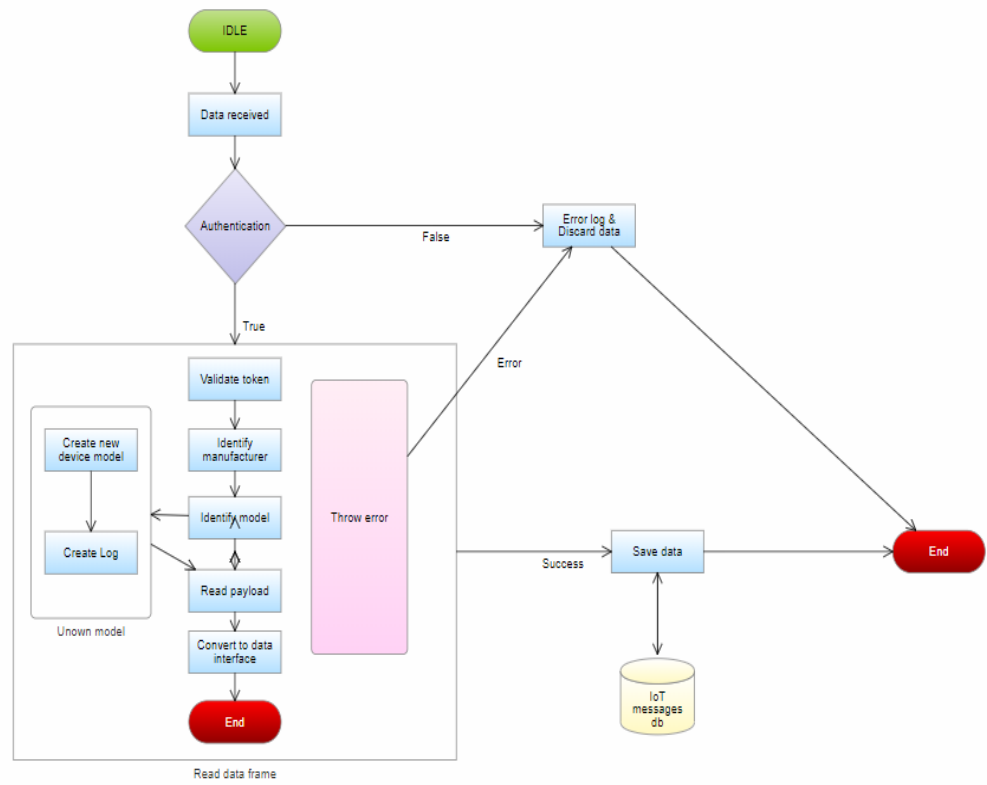 IDLE
Data received
Authentication
False
Error log &
Discard data
True
Validate token
Error
Create new
device model
Identify
manufacturer
Identify model
Throw error
Create Log
Success
Save data
End
Read payload
Unown model
Convert to data
interface
IoT
messages
db
End
Read data frame